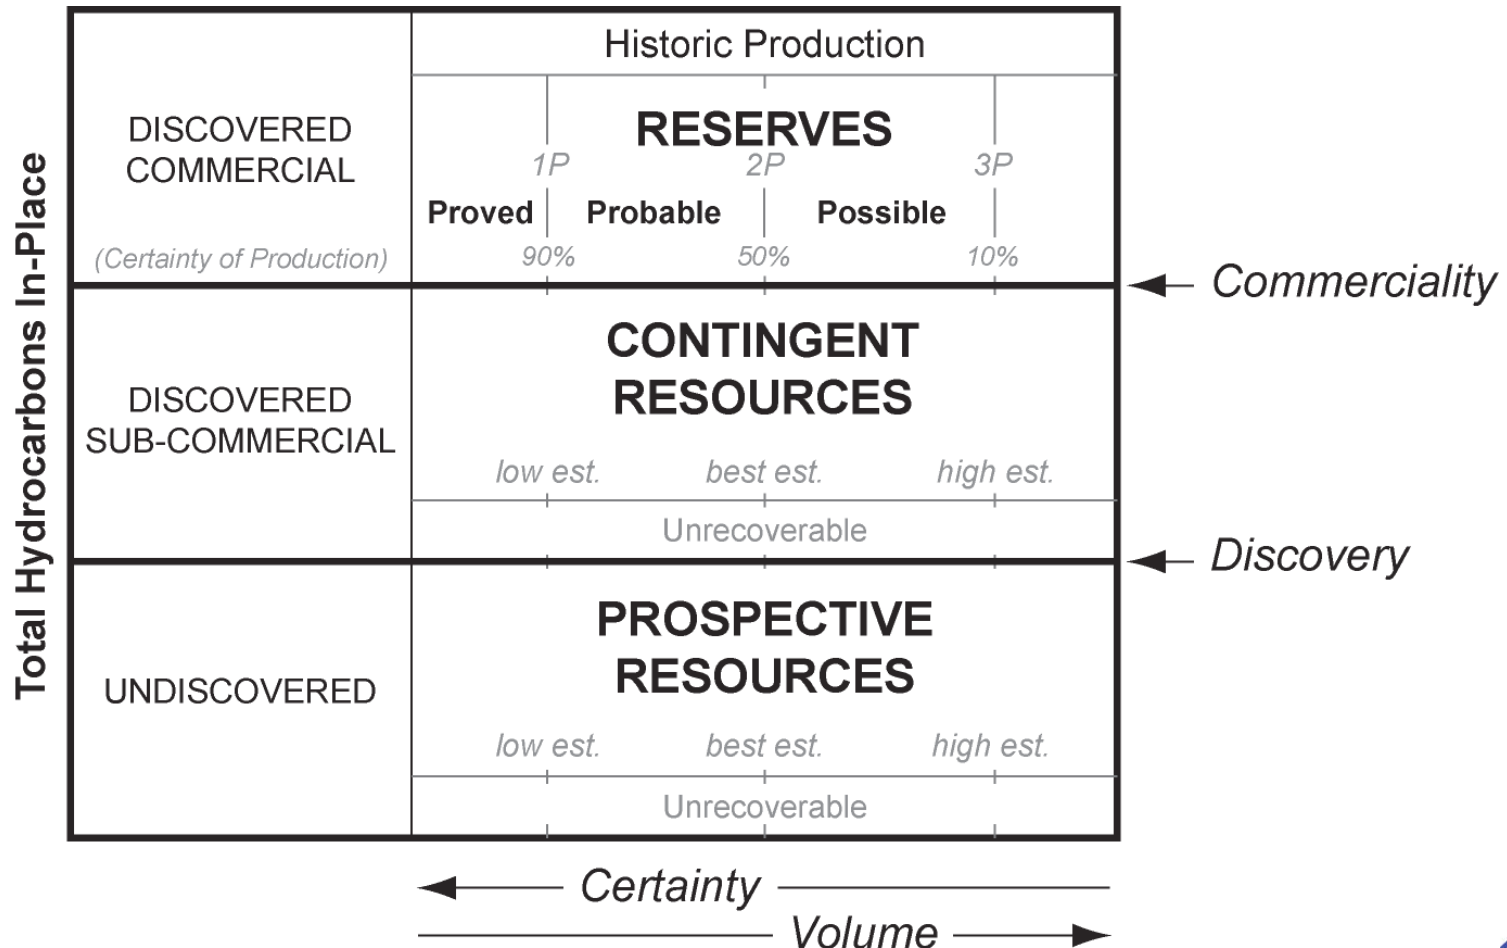 Total Hydrocarbons In-Place
Historic Production
DISCOVERED
COMMERCIAL
(Certainty of Production)
RESERVES
1P 2P 3P
Proved Probable Possible
90% 50% 10%
Commerciality
DISCOVERED
SUB-COMMERCIAL
CONTINGENT
RESOURCES
low est. best est. high est.
Unrecoverable
Discovery
UNDISCOVERED
PROSPECTIVE
RESOURCES
low est. best est. high est.
Unrecoverable
Certainty
Volume